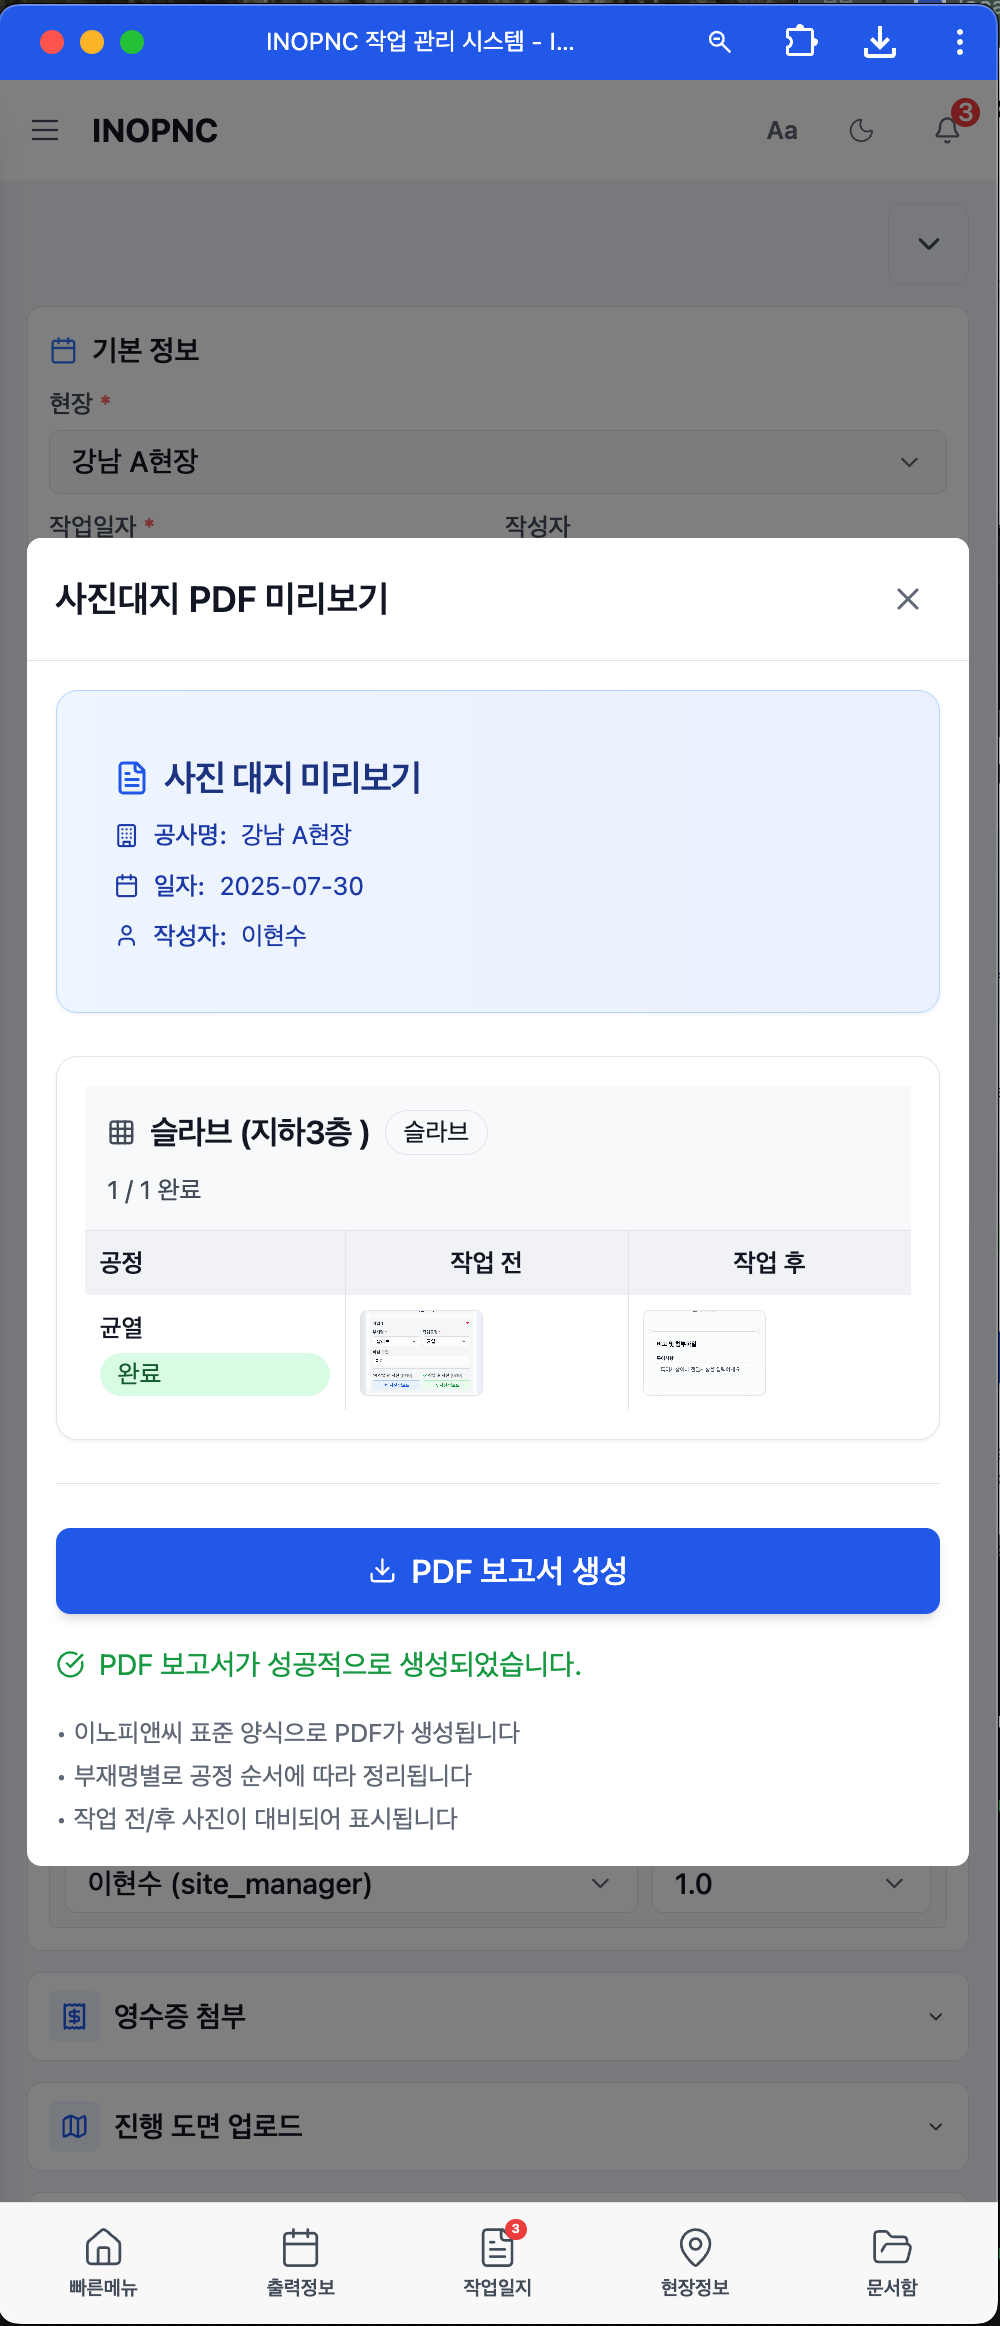 INOPNC 작업 관리 시스템 - I...
INOPNC
Aa
3
기본 정보
현장 *
강남 A현장
작업일자 *
작성자
사진대지 PDF 미리보기
사진 대지 미리보기
공사명: 강남 A현장
일자: 2025-07-30
작성자: 이현수
슬라브 (지하3층 )
슬라브
1 / 1 완료
공정
작업 전
작업 후
균열
완료
PDF 보고서 생성
PDF 보고서가 성공적으로 생성되었습니다.
• 이노피앤씨 표준 양식으로 PDF가 생성됩니다
• 부재명별로 공정 순서에 따라 정리됩니다
• 작업 전/후 사진이 대비되어 표시됩니다
이현수 (site_manager)
1.0
영수증 첨부
진행 도면 업로드
3
빠른메뉴
출력정보
작업일지
현장정보
문서함